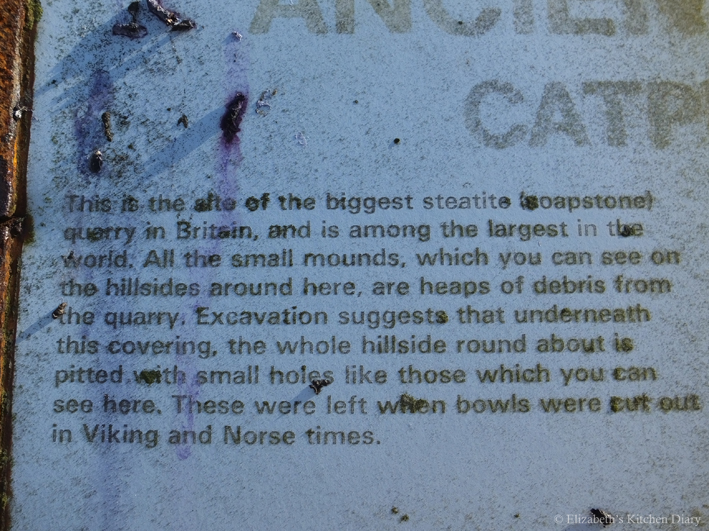 ANCIEN
CATP
This is the site of the biggest steatite (soapstone)
quarry in Britain, and is among the largest in the
world. All the small mounds, which you can see on
the hillsides around here, are heaps of debris from
the quarry. Excavation suggests that underneath
this covering, the whole hillside round about is
pitted with small holes like those which you can
see here. These were left when bowls were cut out
in Viking and Norse times.
© Elizabeth's Kitchen Diary